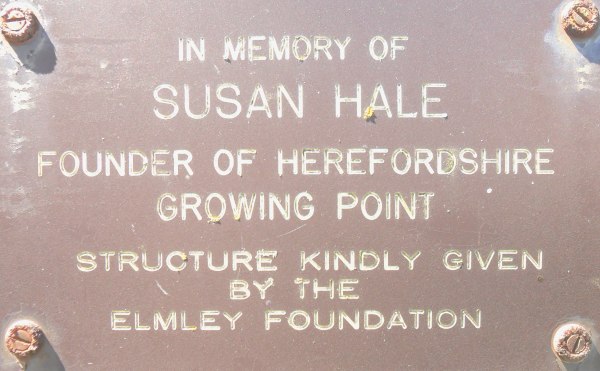 IN MEMORY OF
SUSAN HALE
FOUNDER OF HEREFORDSHIRE
GROWING POINT
STRUCTURE KINDLY GIVEN
BY THE
ELMLEY FOUNDATION